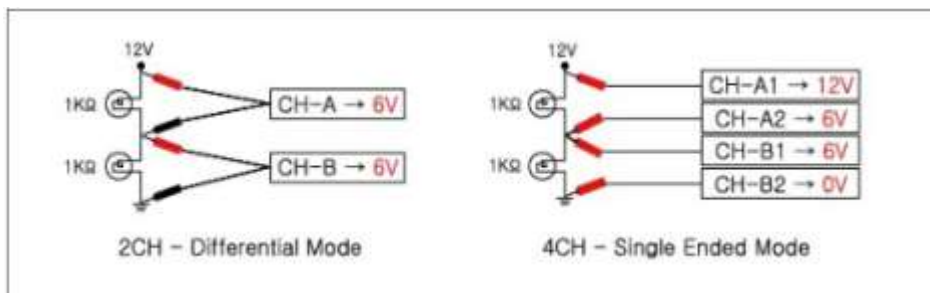 12V
1KΩ
CH-A → 6V
1KΩ
CH-B → 6V
2CH - Differential Mode
12V
1KΩ
CH-A1 → 12V
CH-A2 → 6V
CH-B1 → 6V
1KΩ
CH-B2 → 0V
4CH - Single Ended Mode